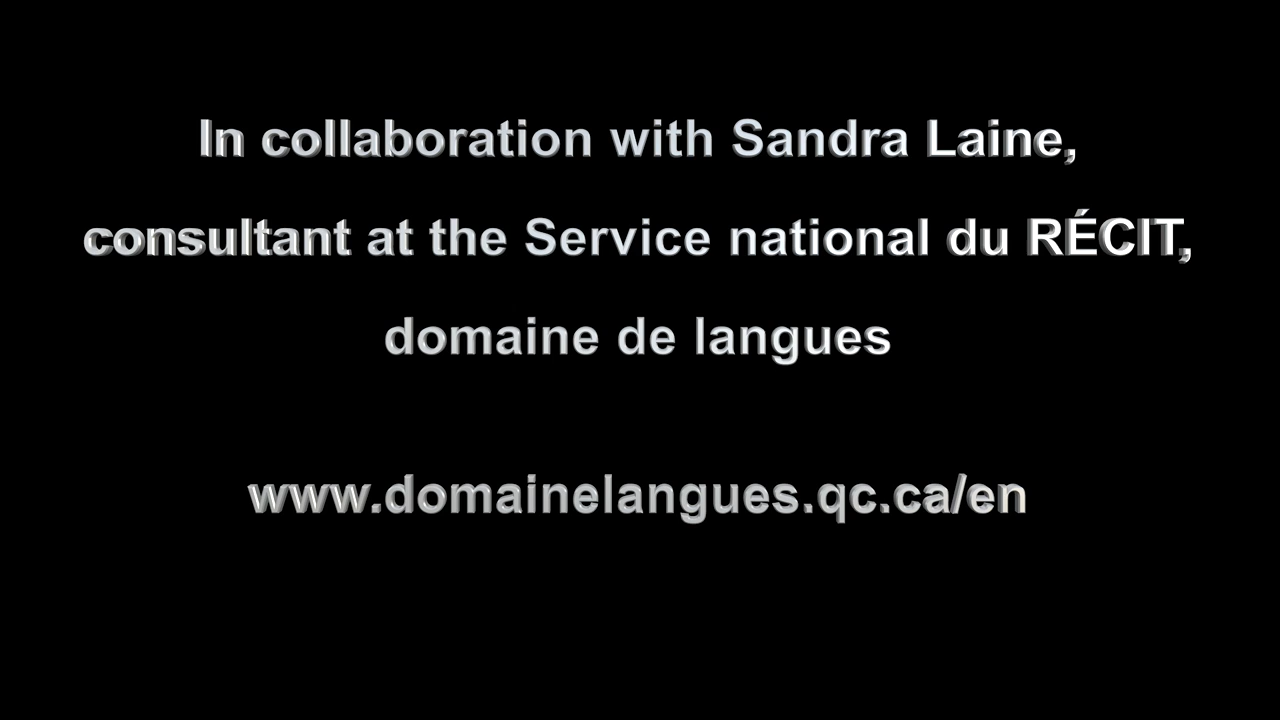 In collaboration with Sandra Laine,
consultant at the Service national du RÉCIT,
domaine de langues
www.domainelangues.qc.ca/en